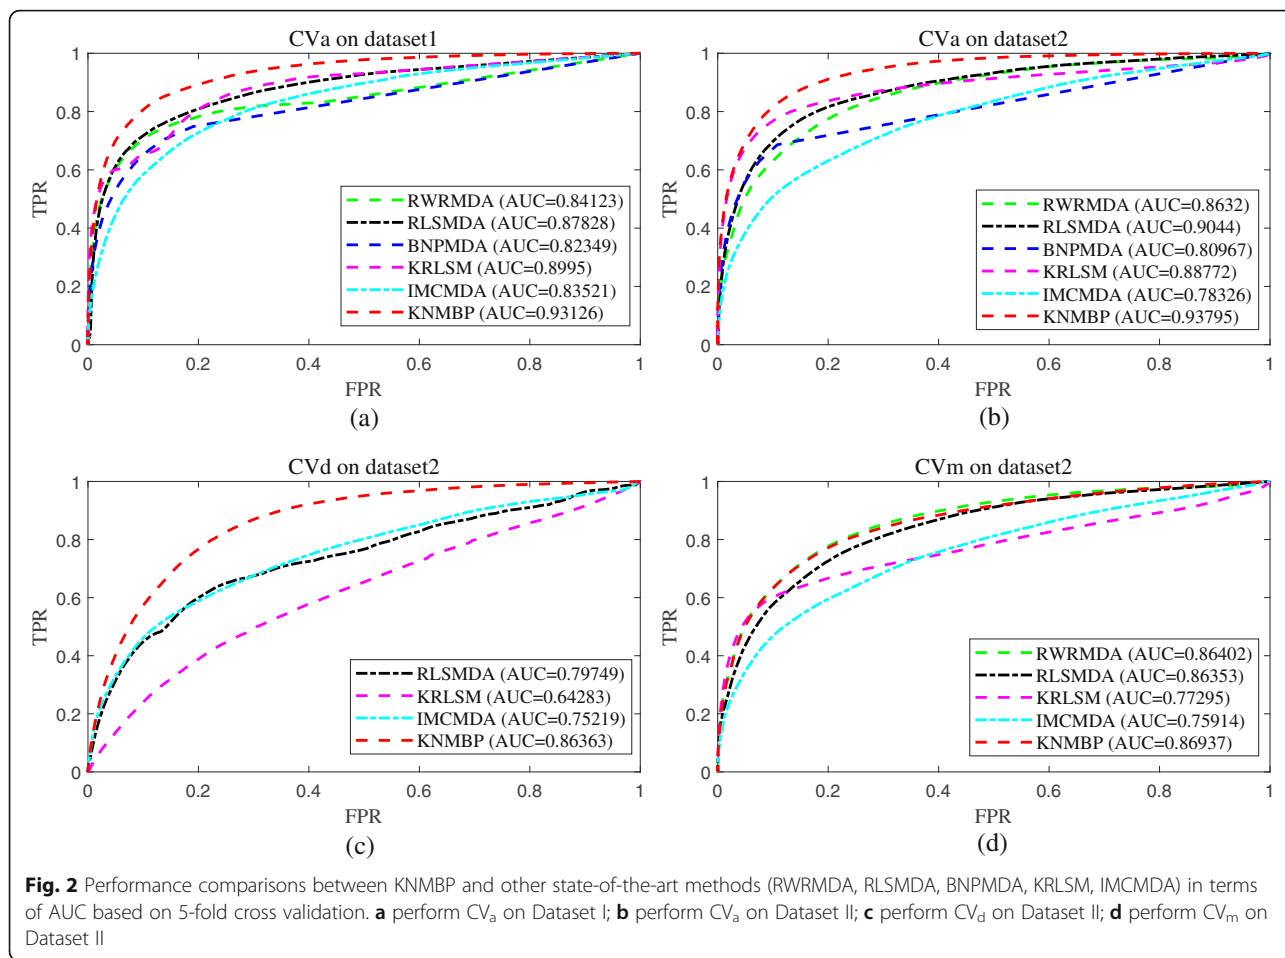 CVa on dataset1
1
0.8
0.6
0.4
0.2
0
TPR
RWRMDA (AUC=0.84123)
RLSMDA (AUC=0.87828)
BNPMDA (AUC=0.82349)
KRLSM (AUC=0.8995)
IMCMDA (AUC=0.83521)
KNMBP (AUC=0.93126)
0 0.2 0.4 0.6 0.8 1
FPR
(a)
CVa on dataset2
1
0.8
0.6
0.4
0.2
0
TPR
RWRMDA (AUC=0.8632)
RLSMDA (AUC=0.9044)
BNPMDA (AUC=0.80967)
KRLSM (AUC=0.88772)
IMCMDA (AUC=0.78326)
KNMBP (AUC=0.93795)
0 0.2 0.4 0.6 0.8 1
FPR
(b)
CVd on dataset2
1
0.8
0.6
0.4
0.2
0
TPR
RLSMDA (AUC=0.79749)
KRLSM (AUC=0.64283)
IMCMDA (AUC=0.75219)
KNMBP (AUC=0.86363)
0 0.2 0.4 0.6 0.8 1
FPR
(c)
CVm on dataset2
1
0.8
0.6
0.4
0.2
0
TPR
RWRMDA (AUC=0.86402)
RLSMDA (AUC=0.86353)
KRLSM (AUC=0.77295)
IMCMDA (AUC=0.75914)
KNMBP (AUC=0.86937)
0 0.2 0.4 0.6 0.8 1
FPR
(d)
Fig. 2 Performance comparisons between KNMBP and other state-of-the-art methods (RWRMDA, RLSMDA, BNPMDA, KRLSM, IMCMDA) in terms
of AUC based on 5-fold cross validation. a perform CVa on Dataset I; b perform CVa on Dataset II; c perform CVd on Dataset II; d perform CVm on
Dataset II